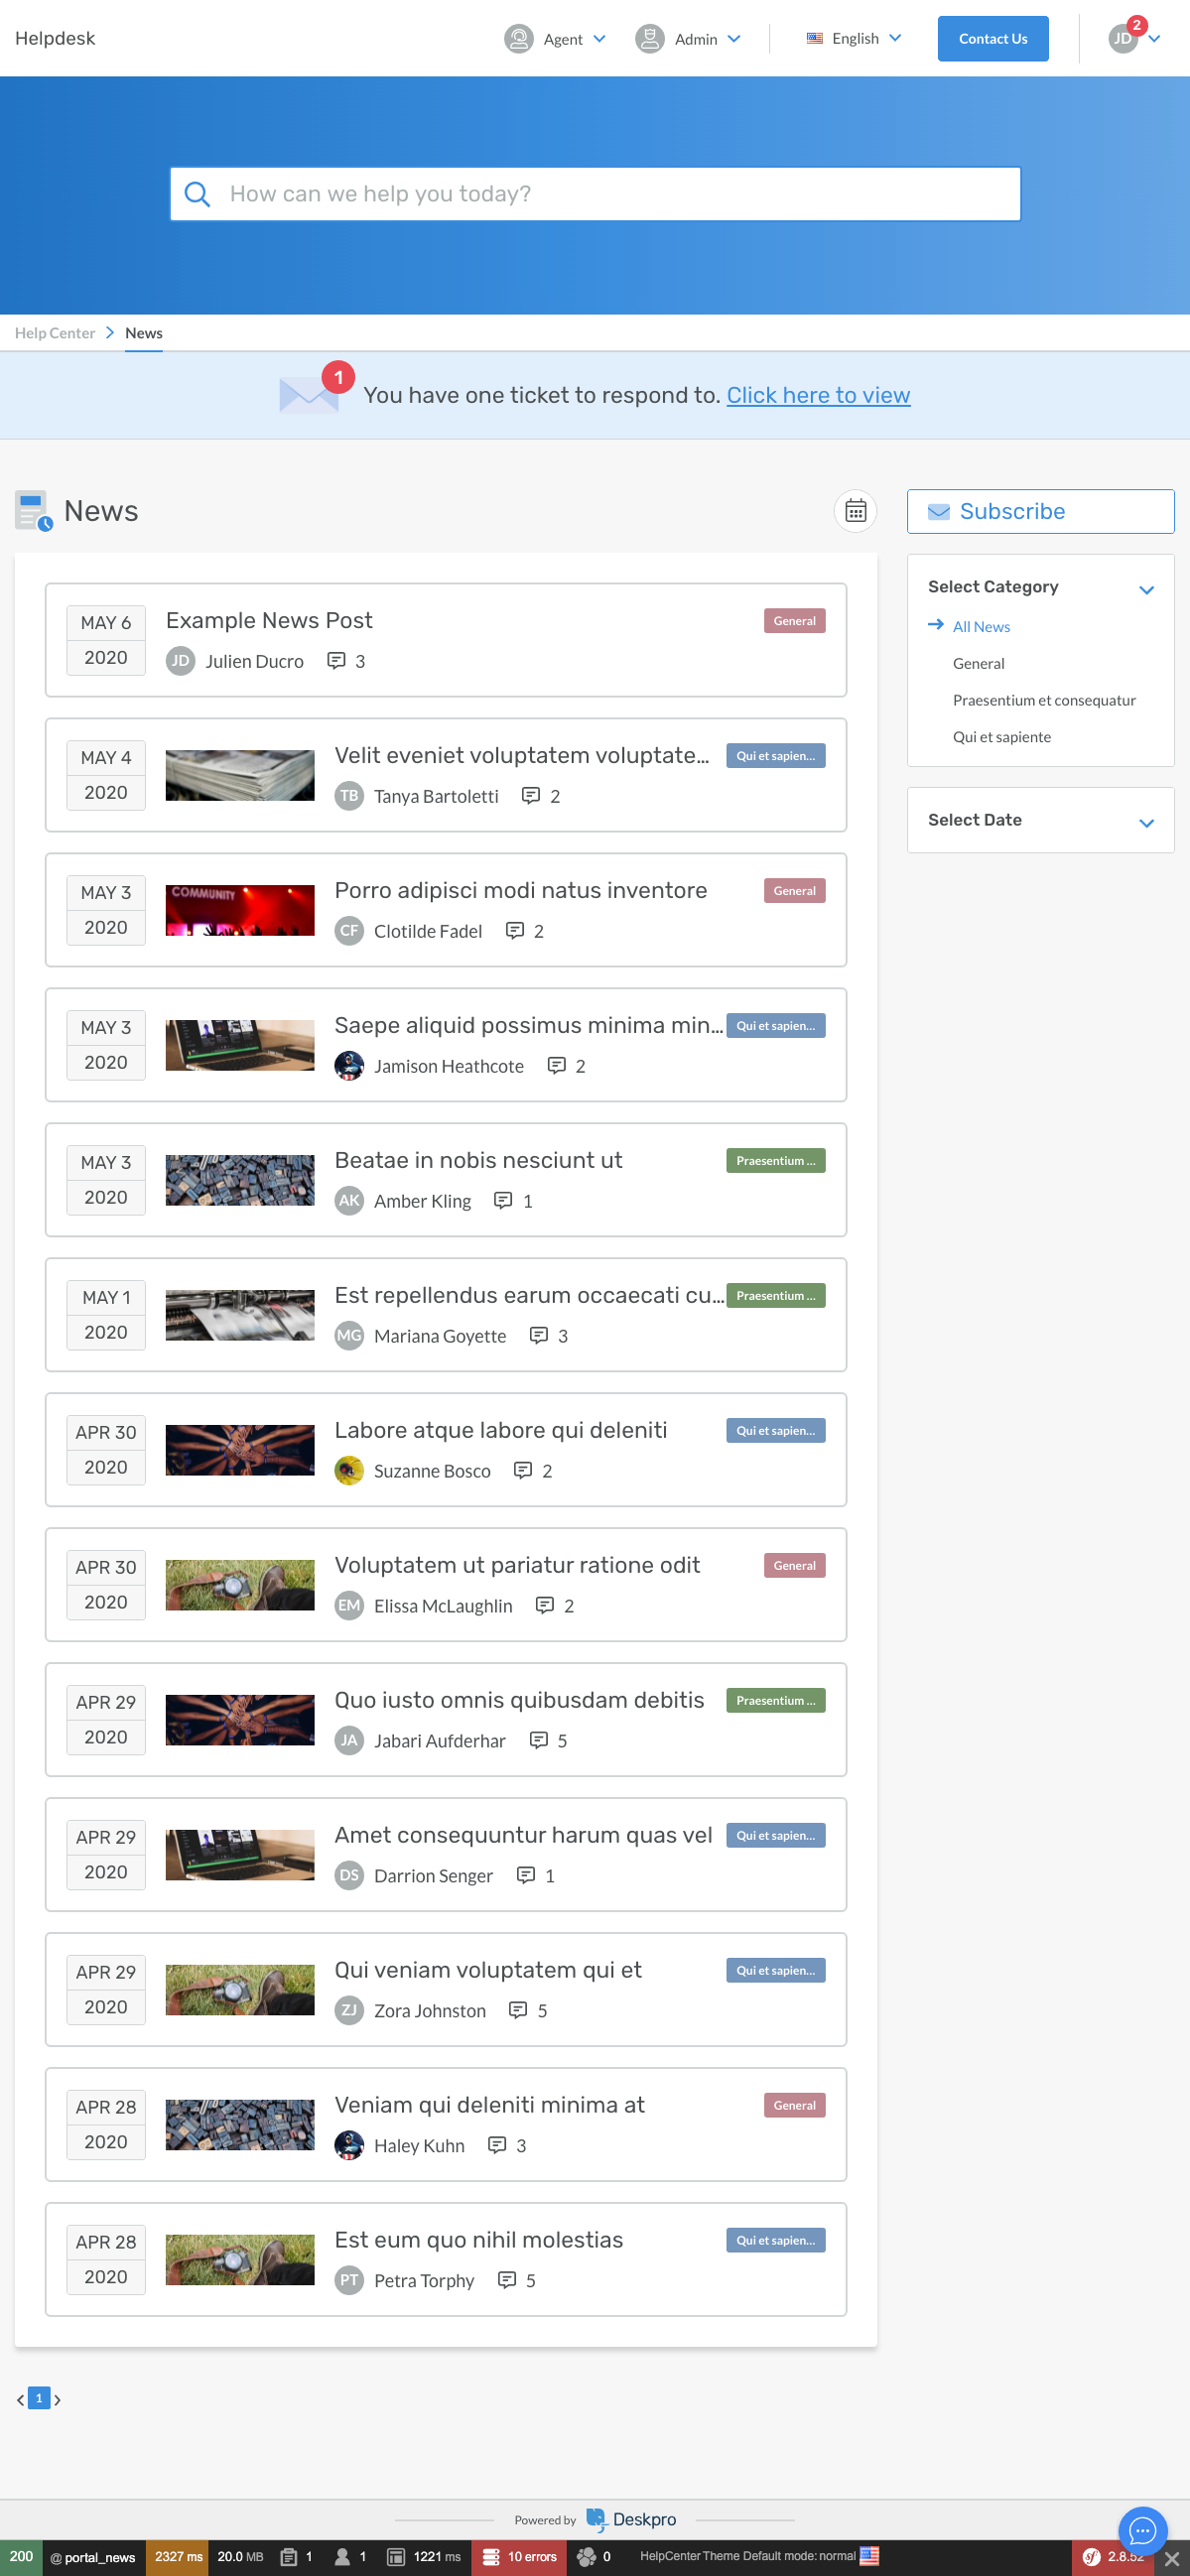 Helpdesk
Agent
Admin
English
Contact Us
JD
2
How can we help you today?
Help Center
News
1
You have one ticket to respond to. Click here to view
News
Subscribe
Select Category
All News
General
Praesentium et consequatur
Qui et sapiente
Select Date
MAY 6
2020
Example News Post
General
JD Julien Ducro 3
MAY 4
2020
Velit eveniet voluptatem voluptate...
Qui et sapien...
TB Tanya Bartoletti 2
MAY 3
2020
COMMUNITY
Porro adipisci modi natus inventore
General
CF Clotilde Fadel 2
MAY 3
2020
Saepe aliquid possimus minima min...
Qui et sapien...
Jamison Heathcote 2
MAY 3
2020
Beatae in nobis nesciunt ut
Praesentium ...
AK Amber Kling 1
MAY 1
2020
Est repellendus earum occaecati cu...
Praesentium ...
MG Mariana Goyette 3
APR 30
2020
Labore atque labore qui deleniti
Qui et sapien...
Suzanne Bosco 2
APR 30
2020
Voluptatem ut pariatur ratione odit
General
EM Elissa McLaughlin 2
APR 29
2020
Quo iusto omnis quibusdam debitis
Praesentium ...
JA Jabari Aufderhar 5
APR 29
2020
Amet consequuntur harum quas vel
Qui et sapien...
DS Darrion Senger 1
APR 29
2020
Qui veniam voluptatem qui et
Qui et sapien...
ZJ Zora Johnston 5
APR 28
2020
Veniam qui deleniti minima at
General
Haley Kuhn 3
APR 28
2020
Est eum quo nihil molestias
Qui et sapien...
PT Petra Torphy 5
1
Powered by Deskpro
200 @ portal_news 2327 ms 20.0 MB 1 1 1221 ms 10 errors 0 HelpCenter Theme Default mode: normal sf 2.8.52